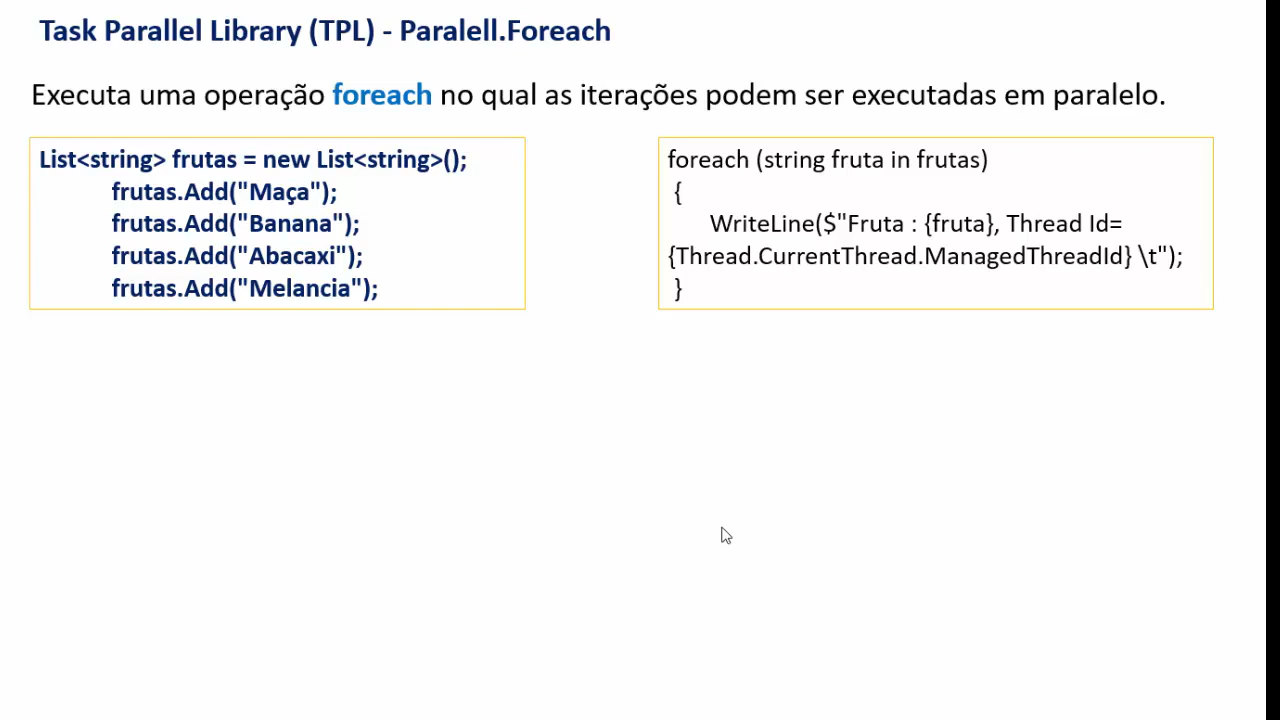 Task Parallel Library (TPL) - Paralell.Foreach
Executa uma operação foreach no qual as iterações podem ser executadas em paralelo.
List<string> frutas = new List<string>();
frutas.Add("Maça");
frutas.Add("Banana");
frutas.Add("Abacaxi");
frutas.Add("Melancia");
foreach (string fruta in frutas)
{
WriteLine($"Fruta : {fruta}, Thread Id=
{Thread.CurrentThread.ManagedThreadId} \t");
}